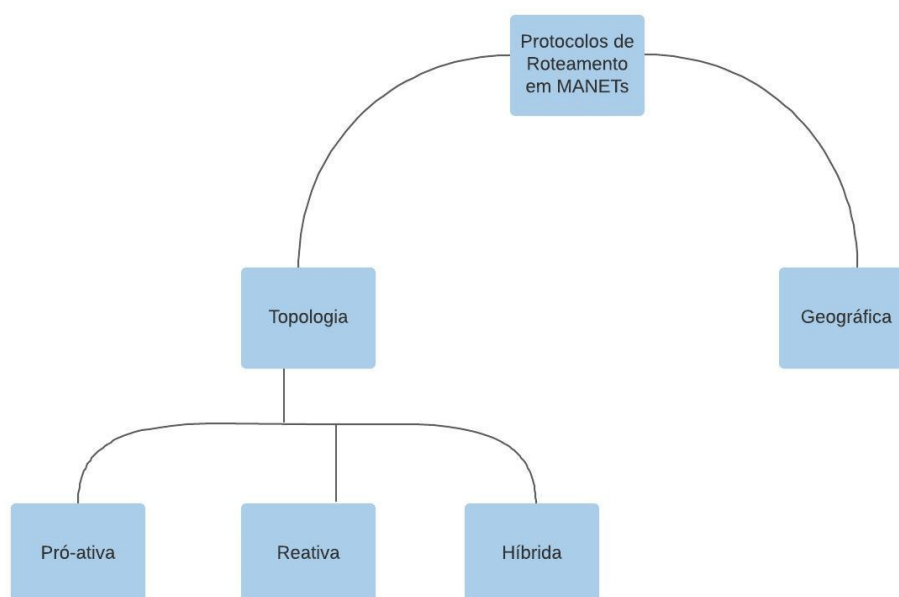 Protocolos de
Roteamento
em MANETs
Topologia
Geográfica
Pró-ativa
Reativa
Híbrida